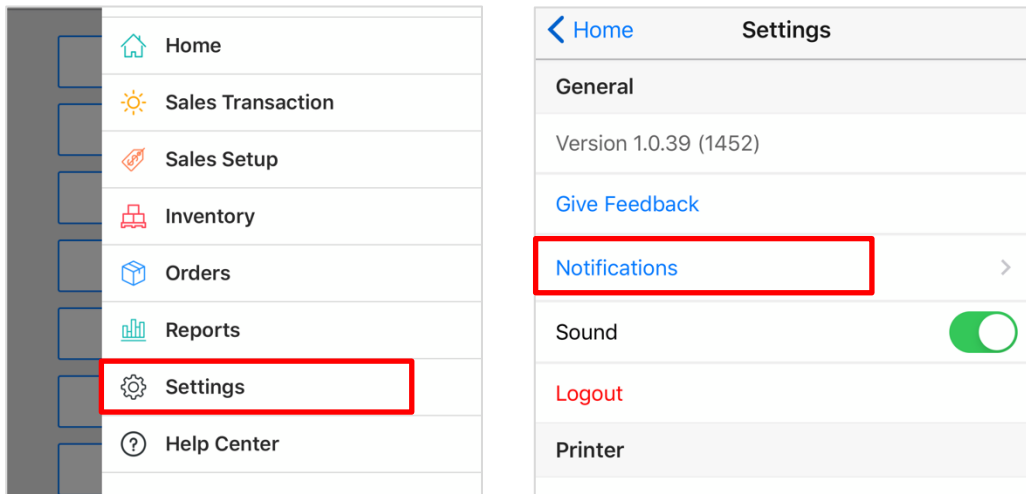 Home
Sales Transaction
Sales Setup
Inventory
Orders
Reports
Settings
Help Center
Home Settings
General
Version 1.0.39 (1452)
Give Feedback
Notifications
Sound
Logout
Printer